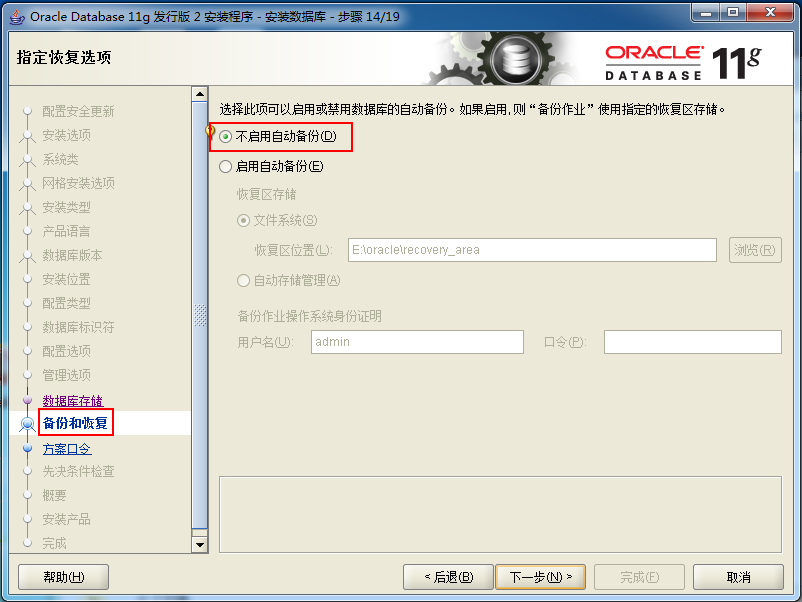 Oracle Database 11g 发行版 2 安装程序 - 安装数据库 - 步骤 14/19
指定恢复选项
ORACLE
DATABASE 11g
配置安全更新
安装选项
系统类
网格安装选项
安装类型
产品语言
数据库版本
安装位置
配置类型
数据库标识符
配置选项
管理选项
数据库存储
备份和恢复
方案口令
先决条件检查
概要
安装产品
完成
选择此项可以启用或禁用数据库的自动备份。如果启用,则“备份作业”使用指定的恢复区存储。
不启用自动备份(D)
启用自动备份(E)
恢复区存储
文件系统(S)
恢复区位置(L): E:\oracle\recovery_area 浏览(R)
自动存储管理(A)
备份作业操作系统身份证明
用户名(U): admin 口令(P):
帮助(H) < 后退(B) 下一步(N) > 完成(F) 取消